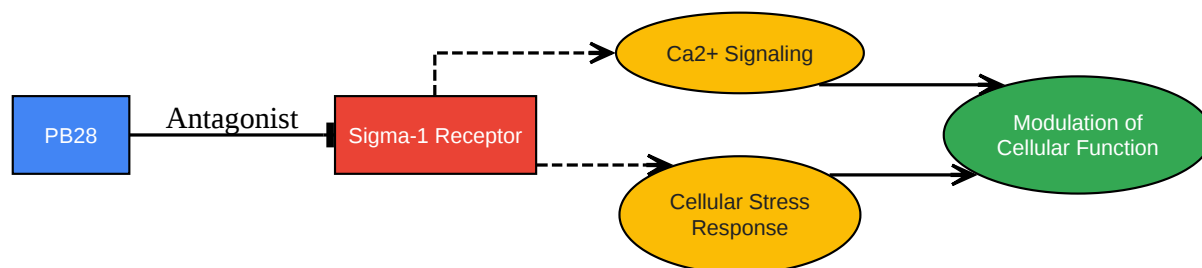 PB28
Antagonist
Sigma-1 Receptor
Ca2+ Signaling
Cellular Stress
Response
Modulation of
Cellular Function